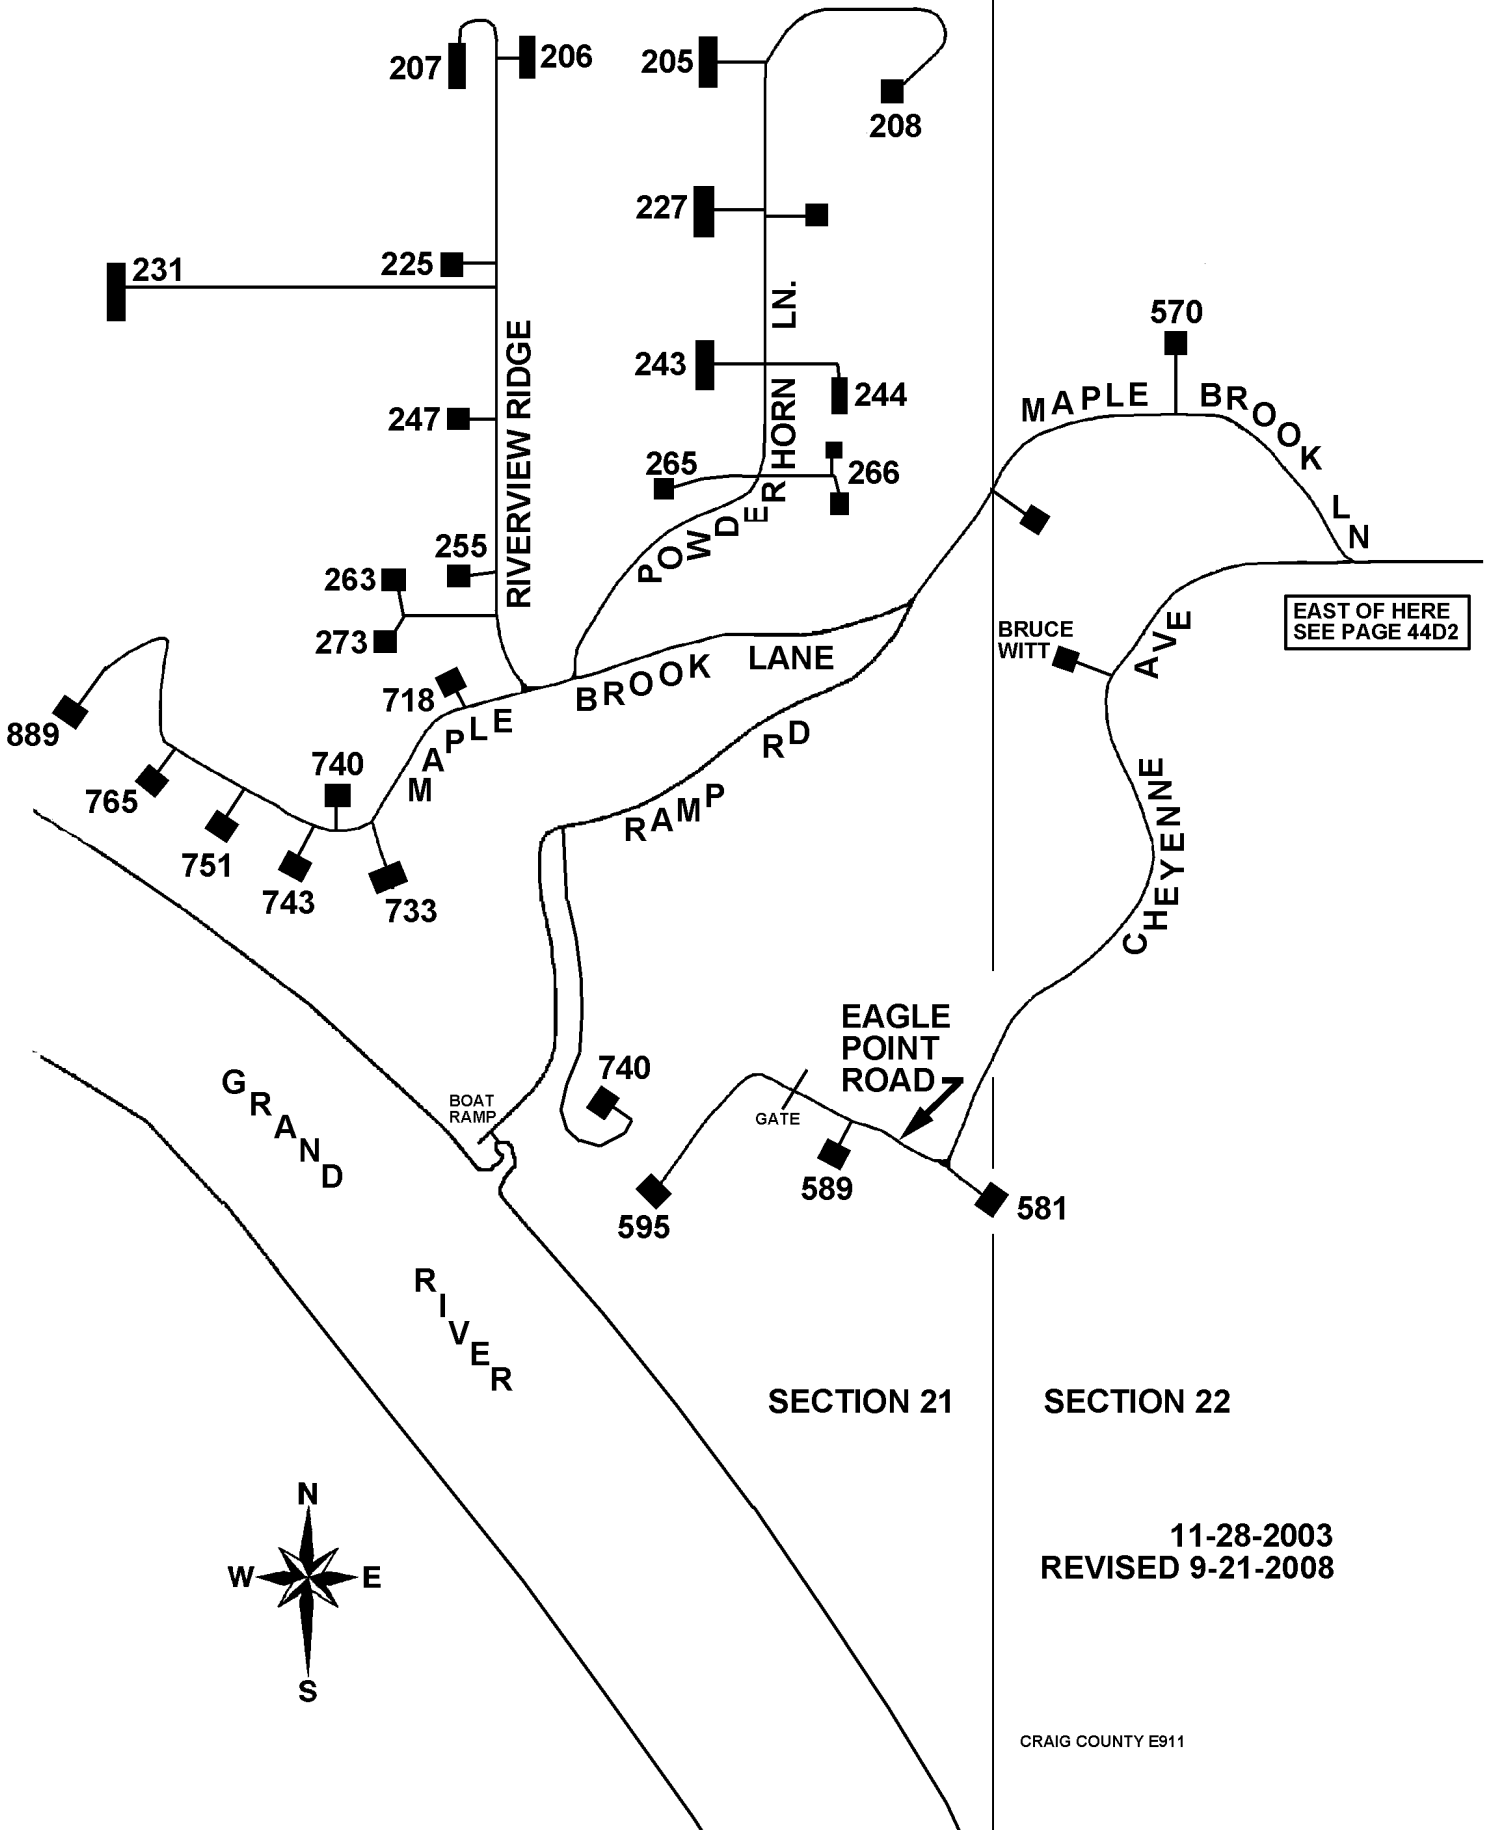 207
206
205
208
227
225
231
RIVERVIEW RIDGE
POWDERHORN LN.
243
244
247
265
266
255
263
273
570
MAPLE BROOK LN
EAST OF HERE
SEE PAGE 44D2
BRUCE
WITT
CHEYENNE AVE
718
MAPLE BROOK LANE
889
765
740
751
743
733
RAMP RD
EAGLE
POINT
ROAD
740
BOAT
RAMP
GATE
589
595
581
GRAND RIVER
SECTION 21
SECTION 22
N
W
E
S
11-28-2003
REVISED 9-21-2008
CRAIG COUNTY E911